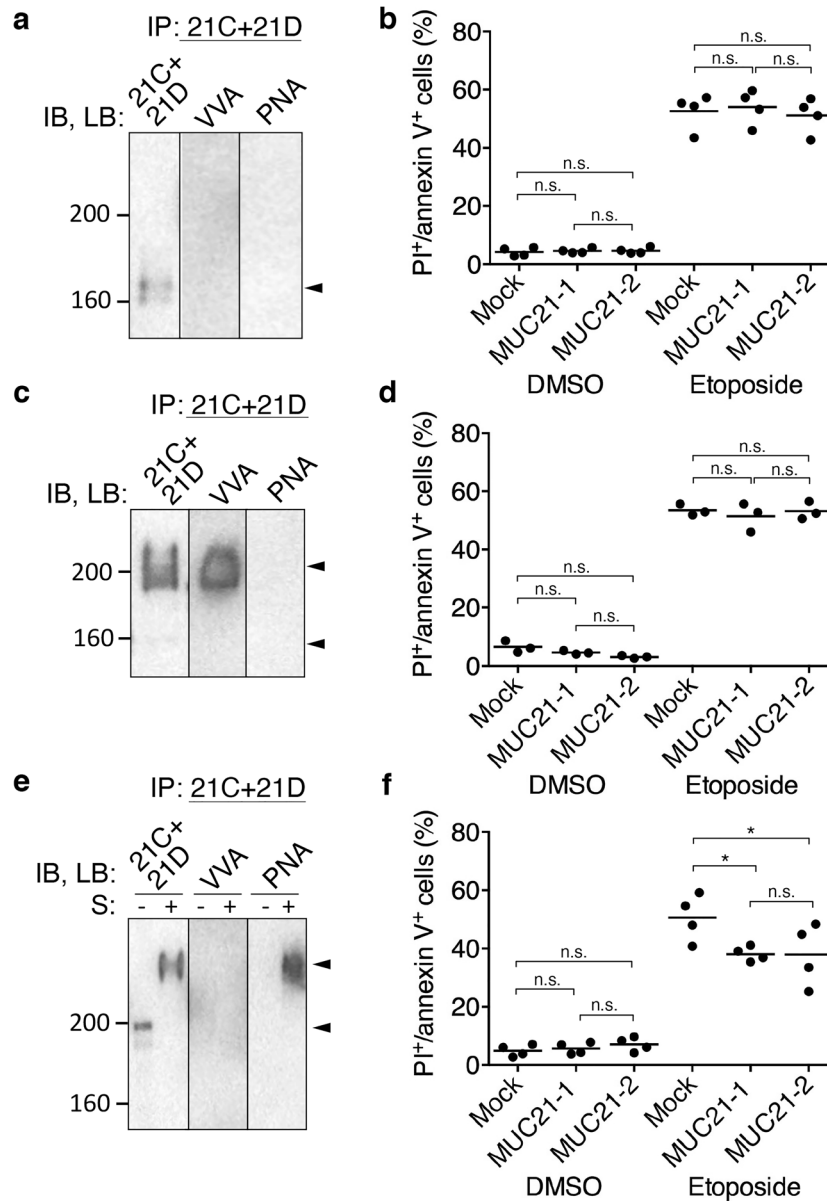 a
IP: 21C+21D
IB, LB: 21C+ 21D VVA PNA
200
160
b
PI+/annexin V+ cells (%)
80
60
40
20
0
n.s.
n.s. n.s.
n.s.
n.s.
n.s.
Mock MUC21-1 MUC21-2 Mock MUC21-1 MUC21-2
DMSO Etoposide
c
IP: 21C+21D
IB, LB: 21C+ 21D VVA PNA
200
160
d
PI+/annexin V+ cells (%)
80
60
40
20
0
n.s.
n.s. n.s.
n.s.
n.s.
n.s.
Mock MUC21-1 MUC21-2 Mock MUC21-1 MUC21-2
DMSO Etoposide
e
IP: 21C+21D
IB, LB: 21C+ 21D VVA PNA
S: - + - + - +
200
160
f
PI+/annexin V+ cells (%)
80
60
40
20
0
*
*
n.s.
n.s.
n.s.
n.s.
Mock MUC21-1 MUC21-2 Mock MUC21-1 MUC21-2
DMSO Etoposide